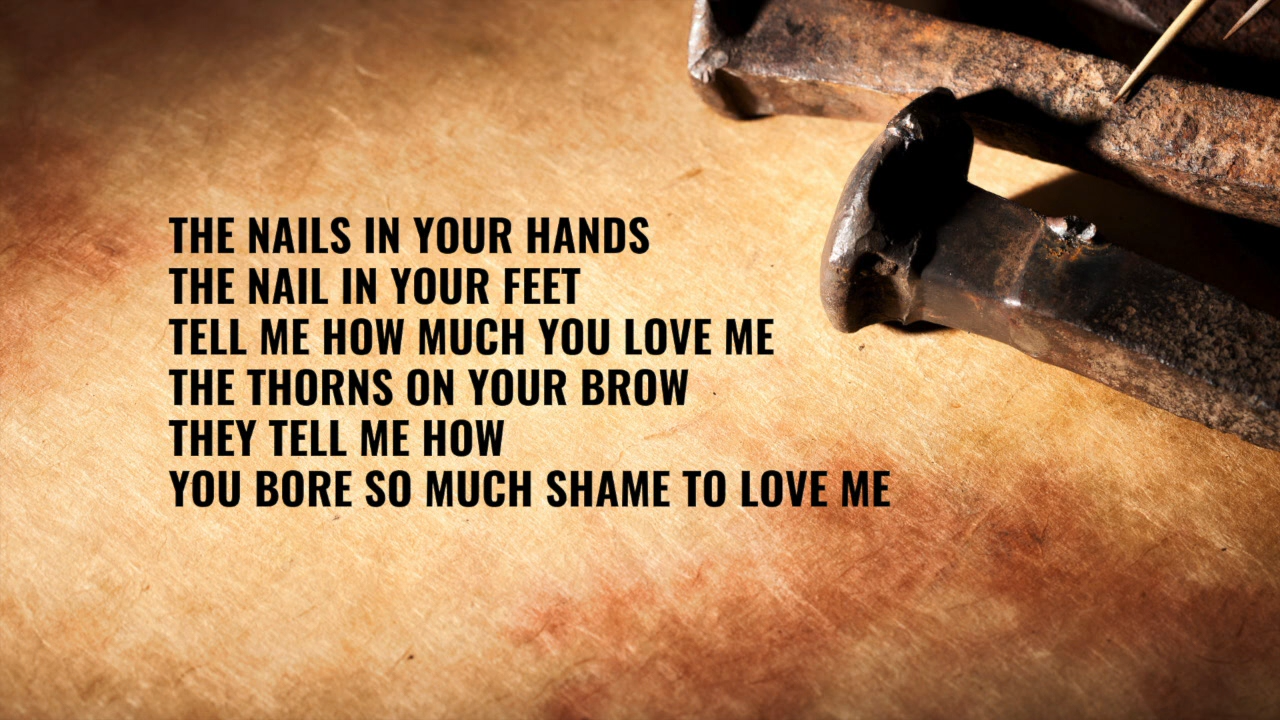 THE NAILS IN YOUR HANDS
THE NAIL IN YOUR FEET
TELL ME HOW MUCH YOU LOVE ME
THE THORNS ON YOUR BROW
THEY TELL ME HOW
YOU BORE SO MUCH SHAME TO LOVE ME